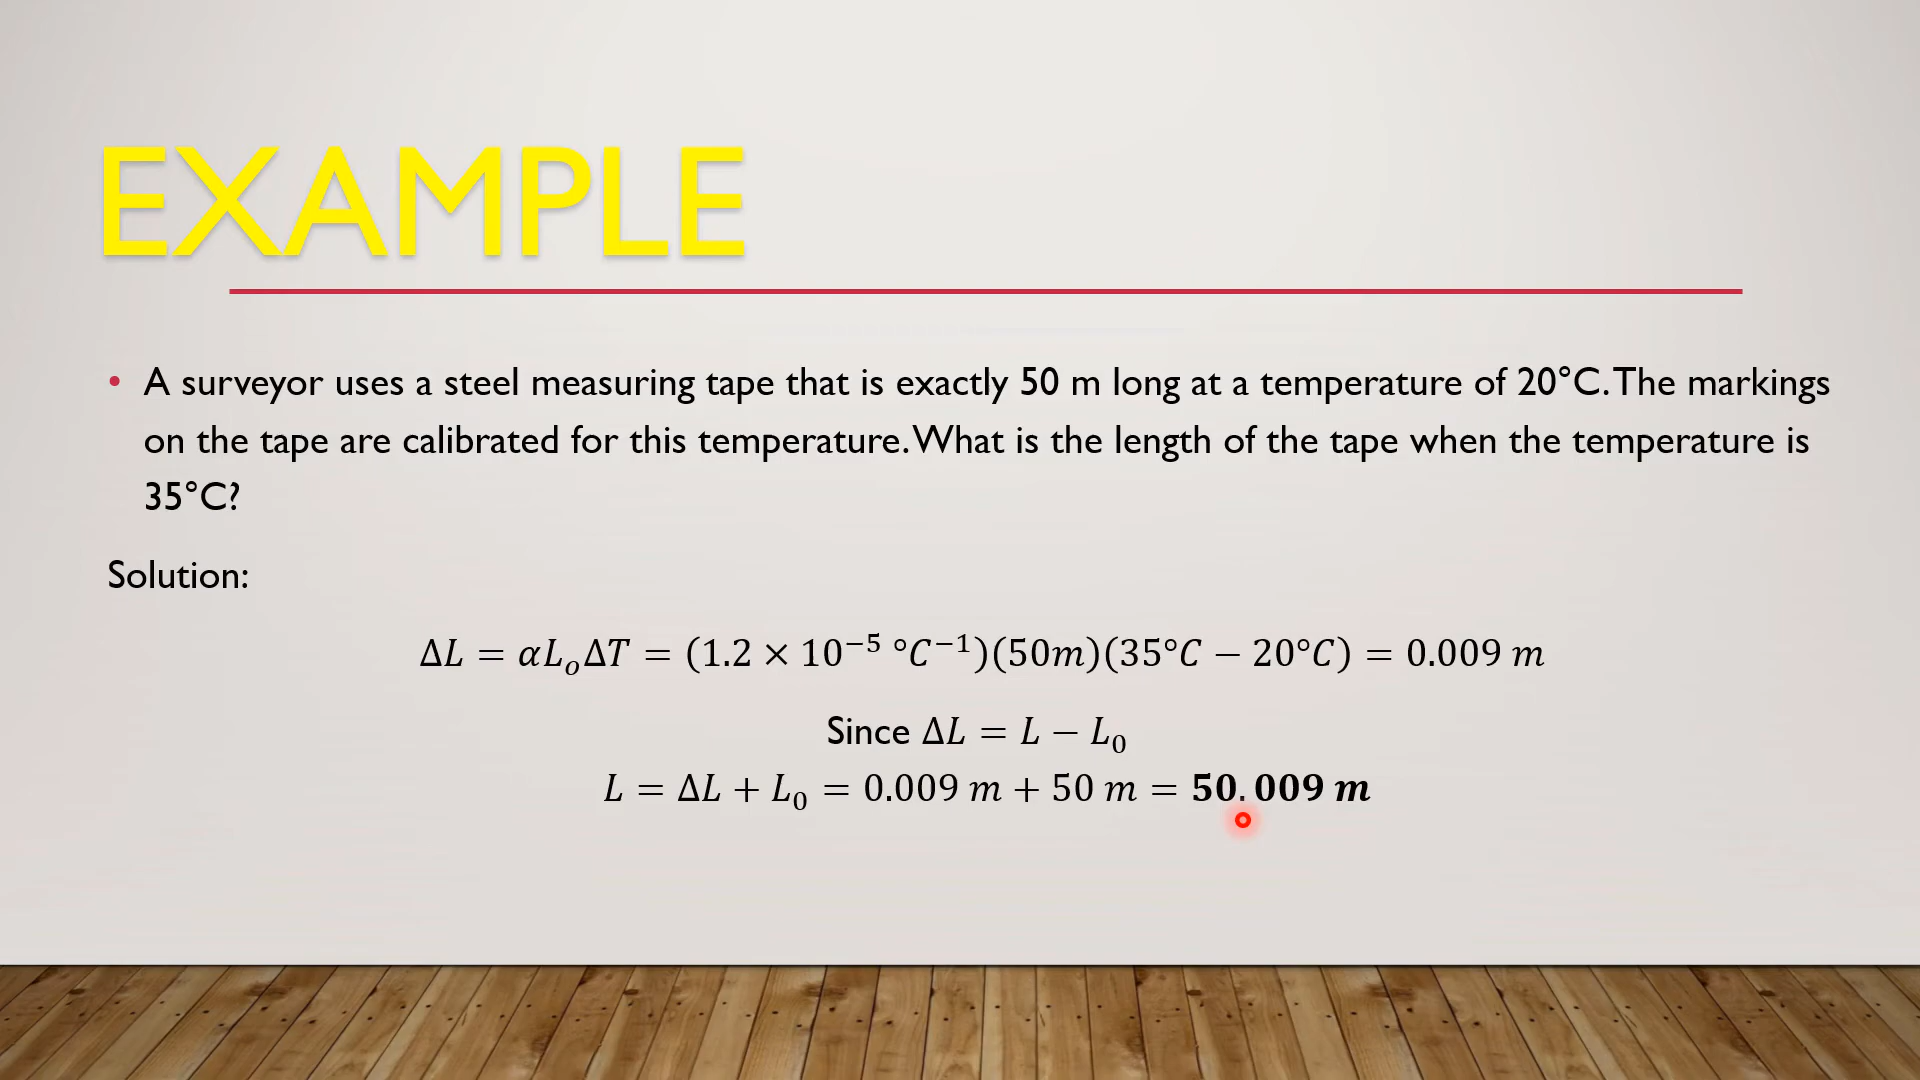 EXAMPLE
• A surveyor uses a steel measuring tape that is exactly 50 m long at a temperature of 20°C. The markings
on the tape are calibrated for this temperature. What is the length of the tape when the temperature is
35°C?
Solution:
ΔL = αLₒΔT = (1.2 × 10⁻⁵ °C⁻¹)(50m)(35°C − 20°C) = 0.009 m
Since ΔL = L − L₀
L = ΔL + L₀ = 0.009 m + 50 m = 50.009 m